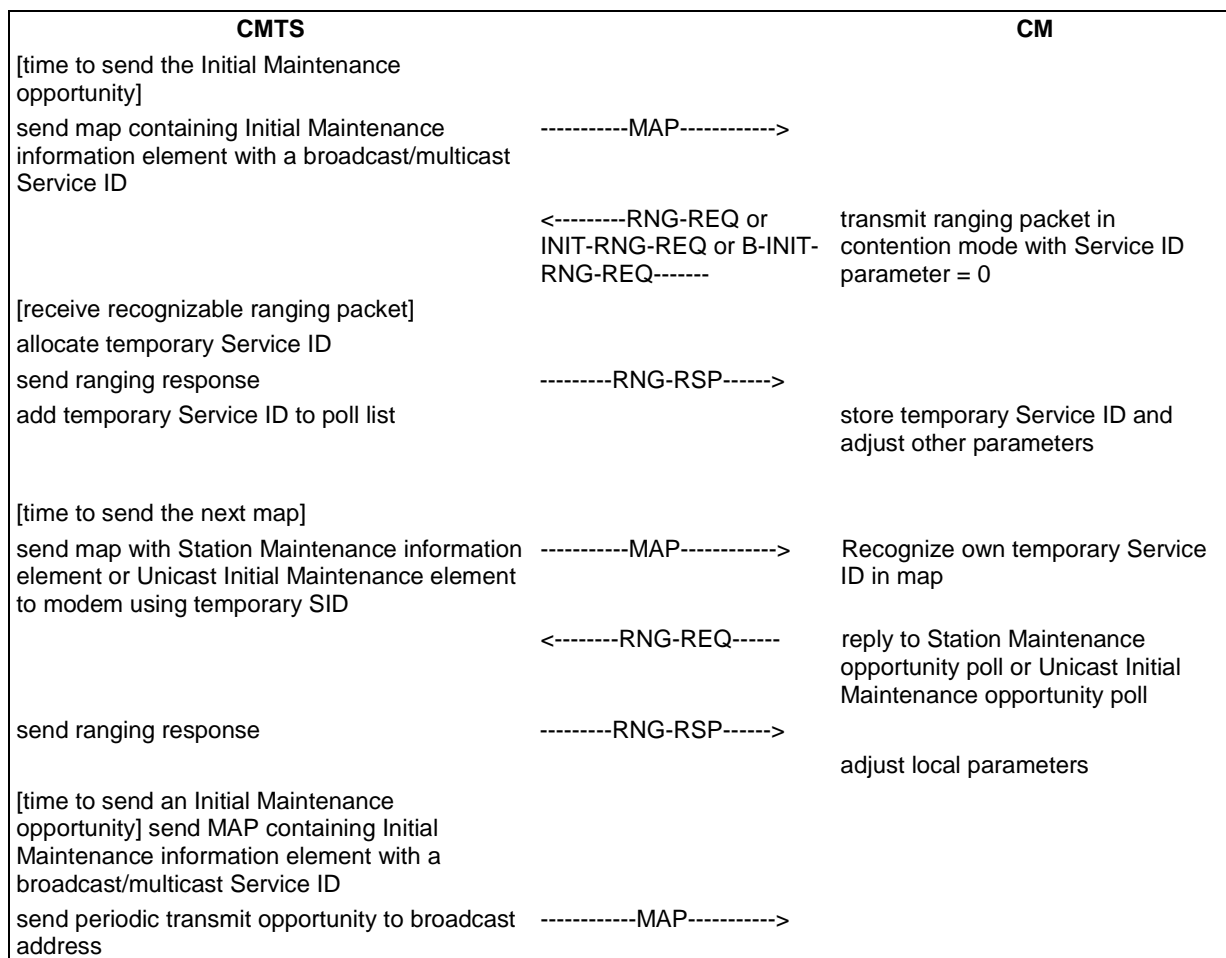 CMTS CM
[time to send the Initial Maintenance
opportunity]
send map containing Initial Maintenance -----------MAP------------>
information element with a broadcast/multicast
Service ID
<---------RNG-REQ or transmit ranging packet in
INIT-RNG-REQ or B-INIT- contention mode with Service ID
RNG-REQ------- parameter = 0
[receive recognizable ranging packet]
allocate temporary Service ID
send ranging response ---------RNG-RSP------>
add temporary Service ID to poll list store temporary Service ID and
adjust other parameters
[time to send the next map]
send map with Station Maintenance information -----------MAP------------> Recognize own temporary Service
element or Unicast Initial Maintenance element ID in map
to modem using temporary SID
<--------RNG-REQ------ reply to Station Maintenance
opportunity poll or Unicast Initial
Maintenance opportunity poll
send ranging response ---------RNG-RSP------>
adjust local parameters
[time to send an Initial Maintenance
opportunity] send MAP containing Initial
Maintenance information element with a
broadcast/multicast Service ID
send periodic transmit opportunity to broadcast ------------MAP----------->
address